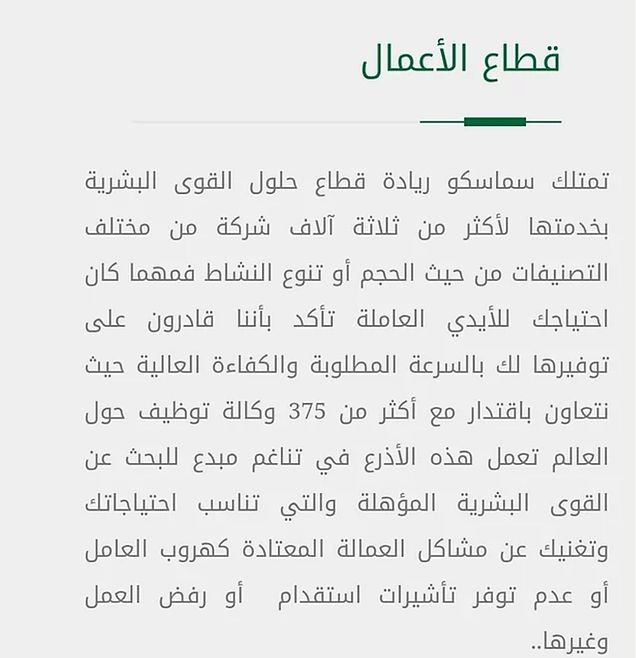 قطاع الأعمال
تمتلك سماسكو ريادة قطاع حلول القوى البشرية
بخدمتها لأكثر من ثلاثة آلاف شركة من مختلف
التصنيفات من حيث الحجم أو تنوع النشاط فمهما كان
احتياجك للأيدي العاملة تأكد بأننا قادرون على
توفيرها لك بالسرعة المطلوبة والكفاءة العالية حيث
نتعاون باقتدار مع أكثر من 375 وكالة توظيف حول
العالم تعمل هذه الأذرع في تناغم مبدع للبحث عن
القوى البشرية المؤهلة والتي تناسب احتياجاتك
وتغنيك عن مشاكل العمالة المعتادة كهروب العامل
أو عدم توفر تأشيرات استقدام أو رفض العمل
وغيرها..